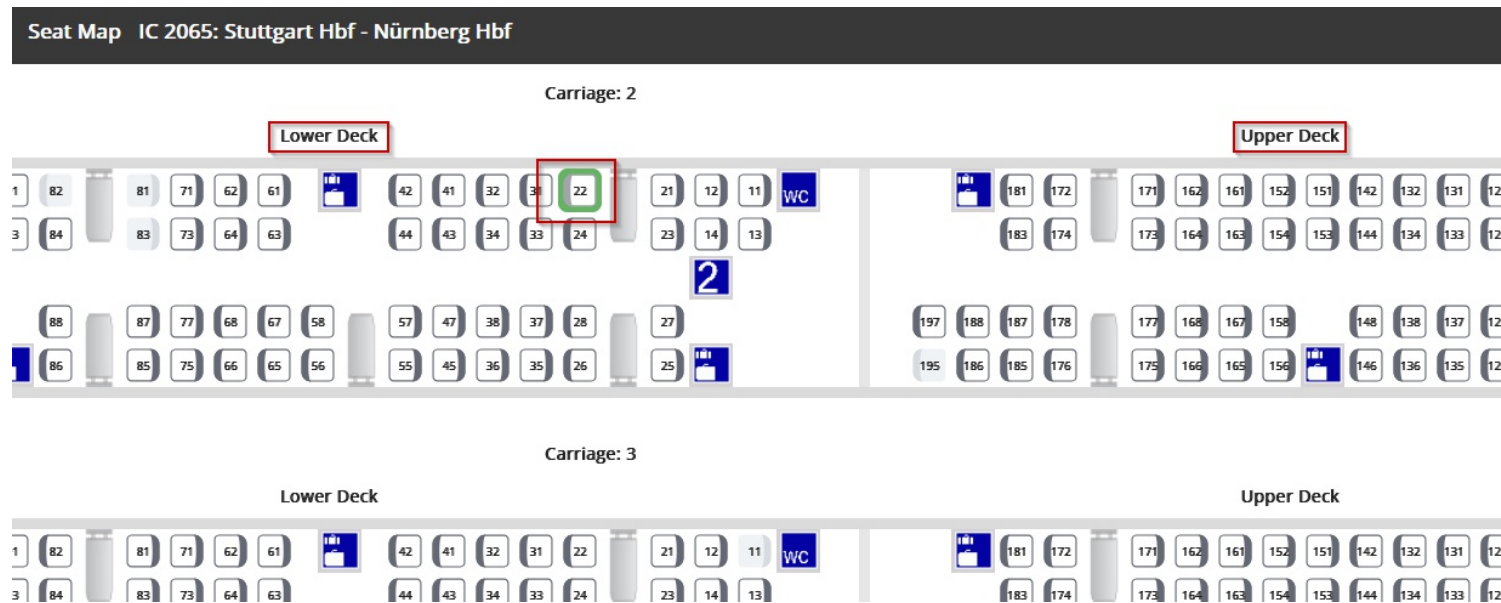 Seat Map IC 2065: Stuttgart Hbf - Nürnberg Hbf
Carriage: 2
Lower Deck Upper Deck
82 81 71 62 61 42 41 32 31 22 21 12 11 WC 181 172 171 162 161 152 151 142 132 131
84 83 73 64 63 44 43 34 33 24 23 14 13 183 174 173 164 163 154 153 144 134 133
2
88 87 77 68 67 58 57 47 38 37 28 27 197 188 187 178 177 168 167 158 148 138 137
86 85 75 66 65 56 55 45 36 35 26 25 195 186 185 176 175 166 165 156 146 136 135
Carriage: 3
Lower Deck Upper Deck
82 81 71 62 61 42 41 32 31 22 21 12 11 WC 181 172 171 162 161 152 151 142 132 131
84 83 73 64 63 44 43 34 33 24 23 14 13 183 174 173 164 163 154 153 144 134 133